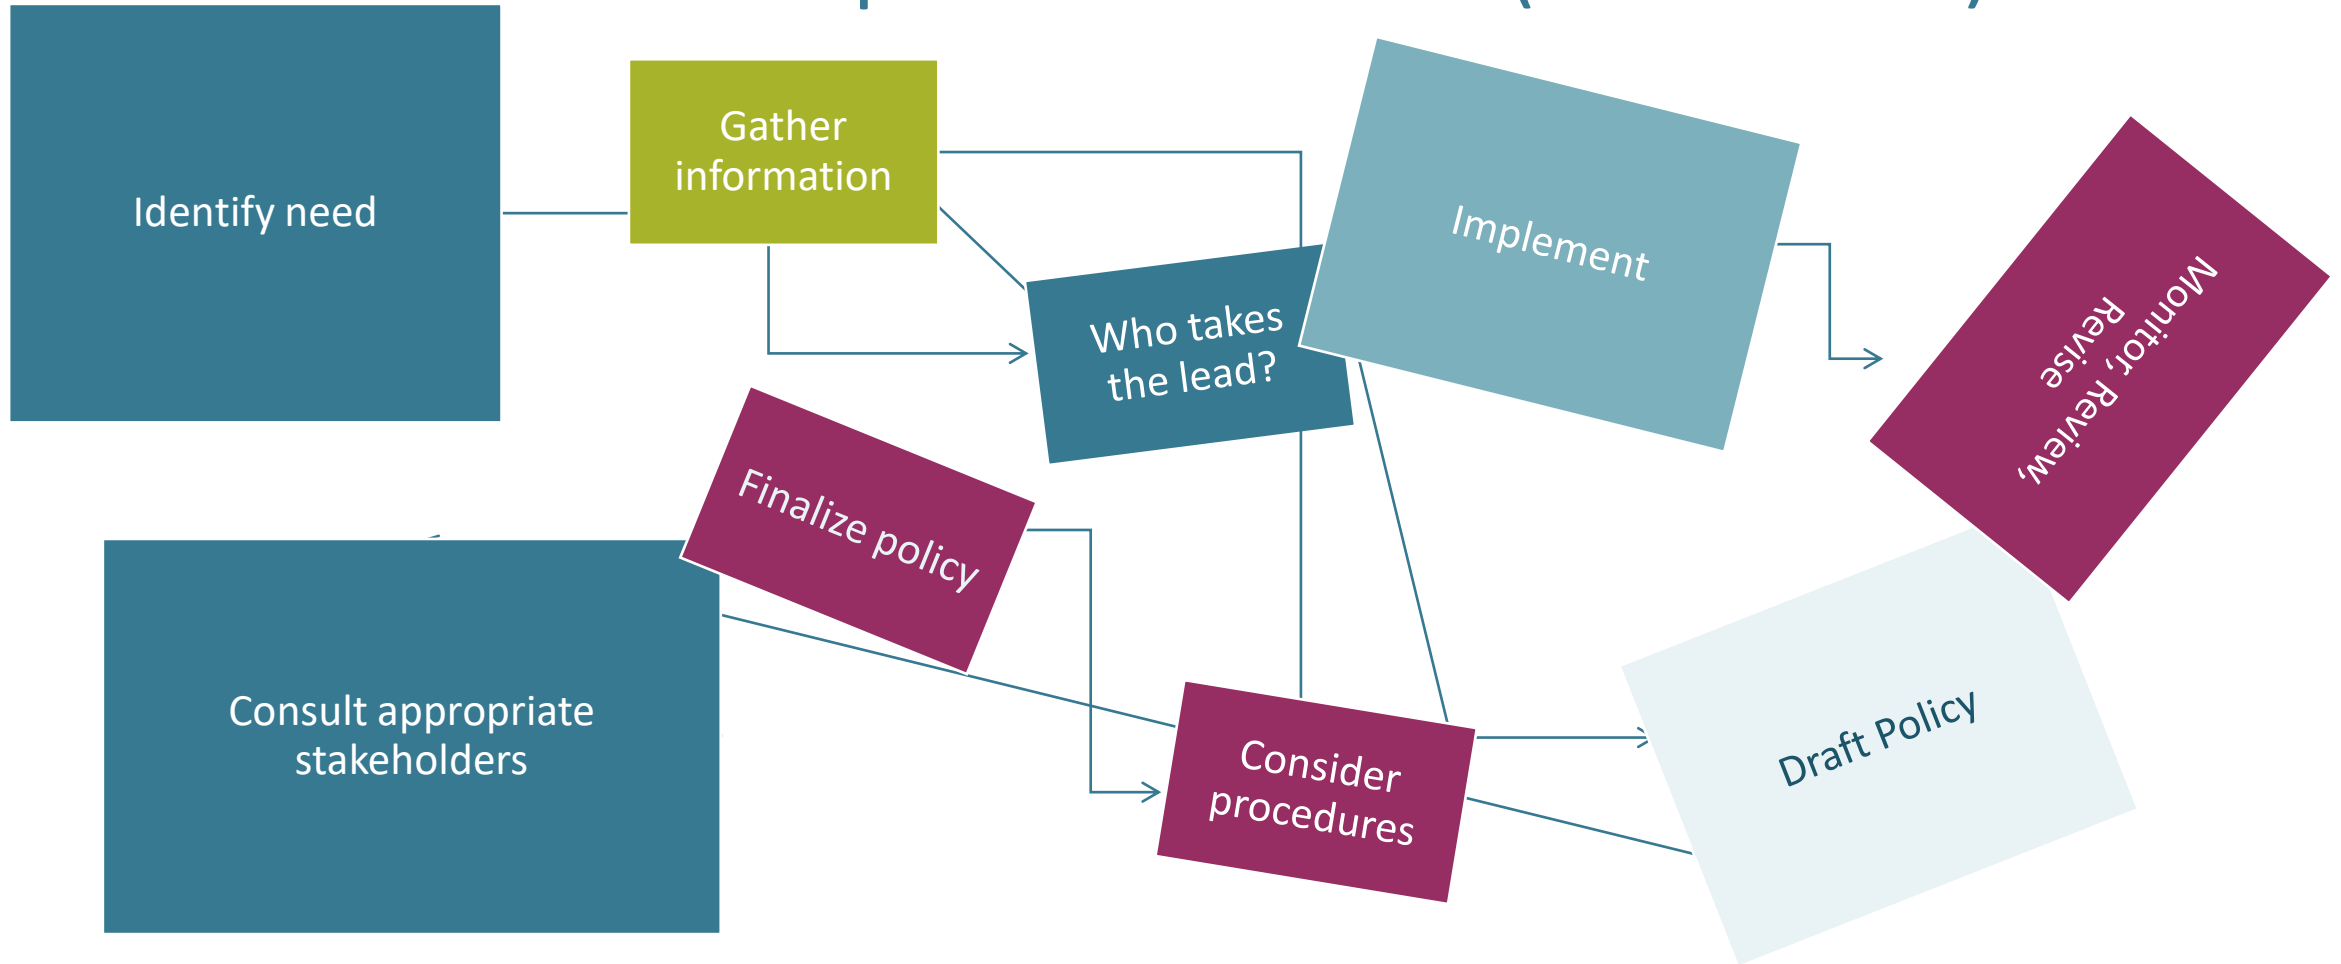 Identify need
Gather
information
Who takes
the lead?
Implement
Monitor, Review,
Revise
Finalize policy
Consult appropriate
stakeholders
Consider
procedures
Draft Policy